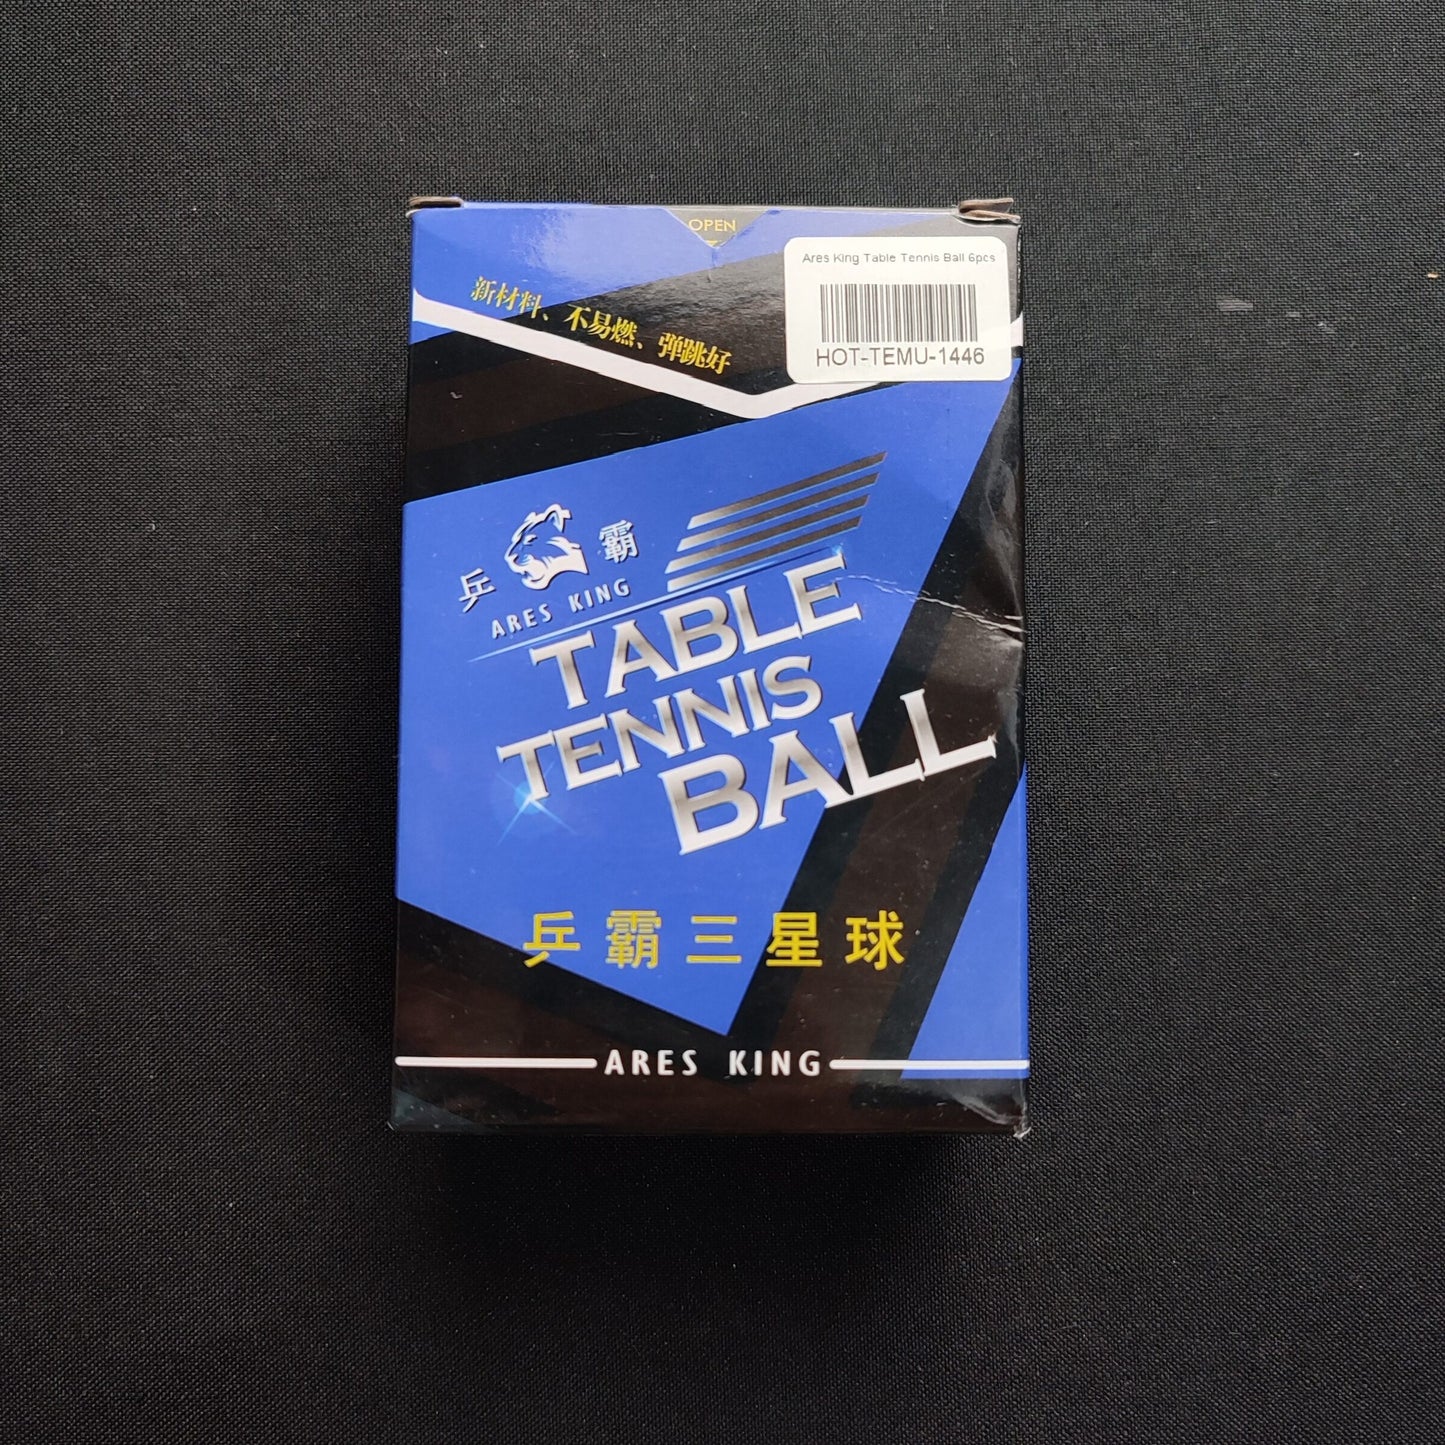 OPEN
Ares King Table Tennis Ball 6pcs
HOT-TEMU-1446
新材料、不易燃、弹跳好
乒 霸
ARES KING
TABLE
TENNIS
BALL
乒霸三星球
ARES KING